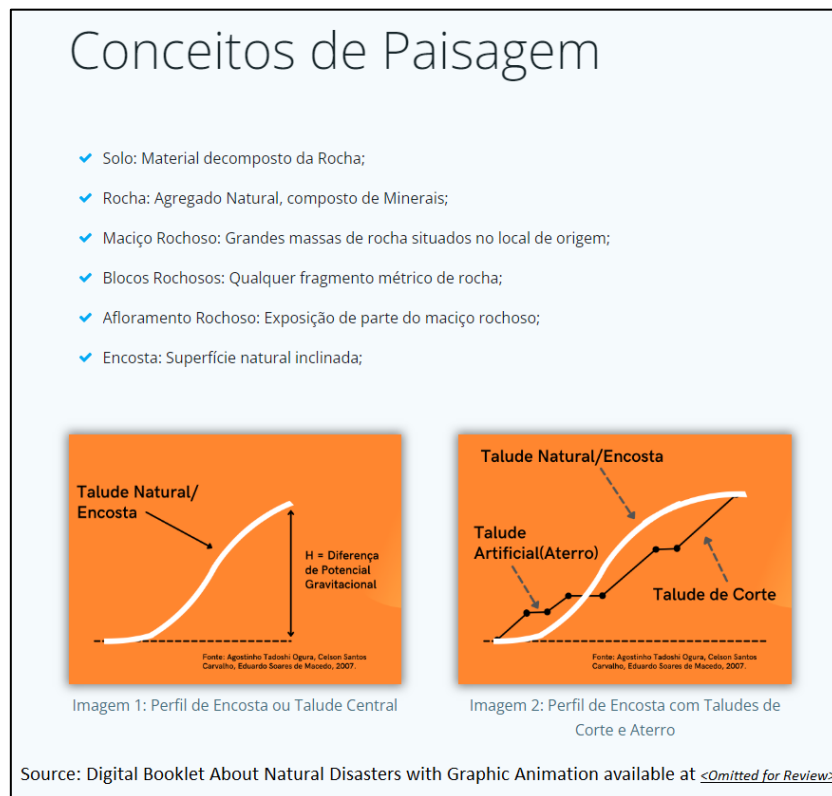 Conceitos de Paisagem
Solo: Material decomposto da Rocha;
Rocha: Agregado Natural, composto de Minerais;
Maciço Rochoso: Grandes massas de rocha situados no local de origem;
Blocos Rochosos: Qualquer fragmento métrico de rocha;
Afloramento Rochoso: Exposição de parte do maciço rochoso;
Encosta: Superfície natural inclinada;
Talude Natural/
Encosta
H = Diferença
de Potencial
Gravitacional
Fonte: Agostinho Tadoshi Ogura, Celson Santos
Carvalho, Eduardo Soares de Macedo, 2007.
Imagem 1: Perfil de Encosta ou Talude Central
Talude Natural/Encosta
Talude
Artificial(Aterro)
Talude de Corte
Fonte: Agostinho Tadoshi Ogura, Celson Santos
Carvalho, Eduardo Soares de Macedo, 2007.
Imagem 2: Perfil de Encosta com Taludes de
Corte e Aterro
Source: Digital Booklet About Natural Disasters with Graphic Animation available at <Omitted for Review>